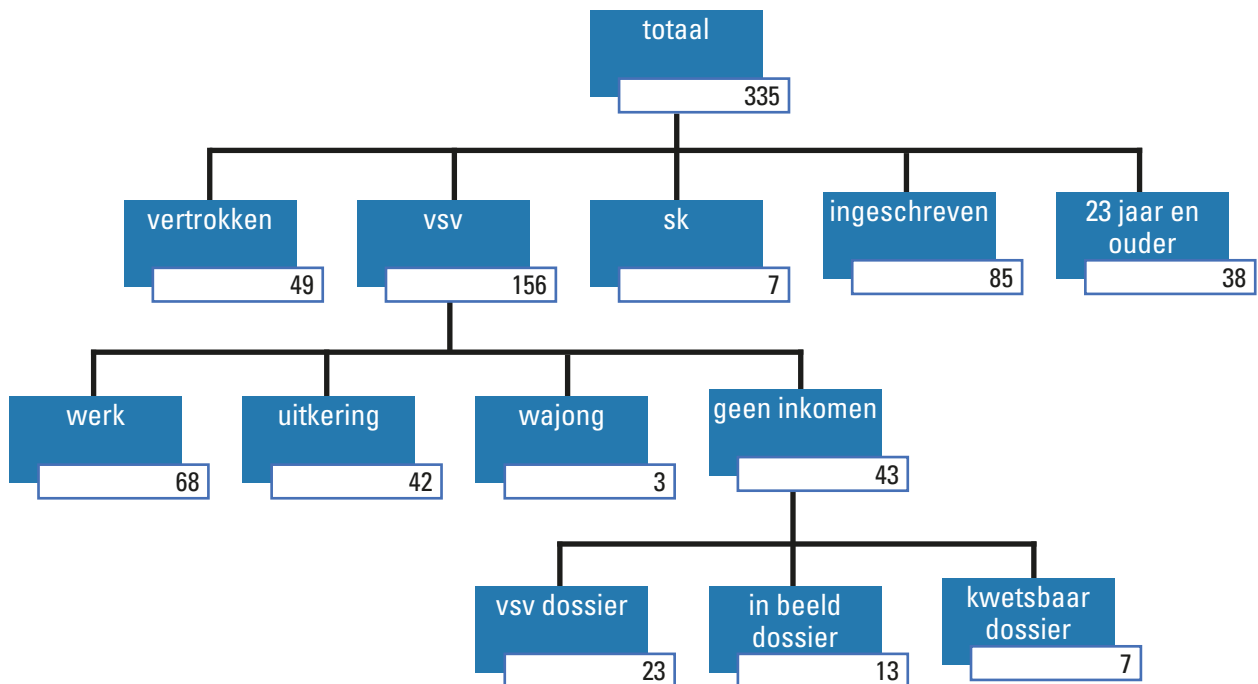 totaal
335
vertrokken
49
vsv
156
sk
7
ingeschreven
85
23 jaar en
ouder
38
werk
68
uitkering
42
wajong
3
geen inkomen
43
vsv dossier
23
in beeld
dossier
13
kwetsbaar
dossier
7